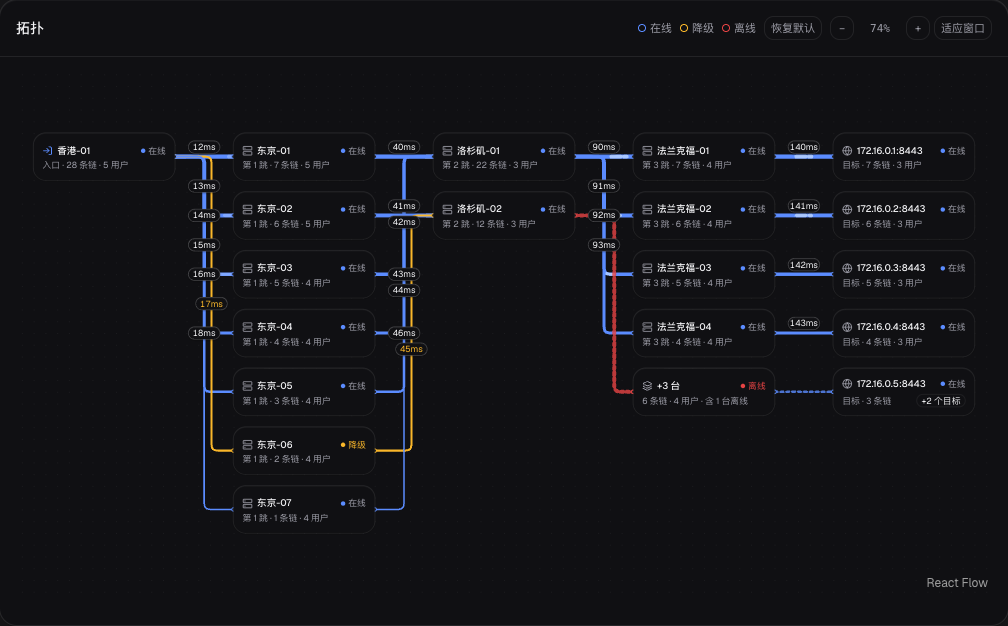 拓扑
在线 降级 离线 恢复默认 − 74% + 适应窗口
香港-01 在线
入口 · 28 条链 · 5 用户
12ms
13ms
14ms
15ms
16ms
17ms
18ms
东京-01 在线
第 1 跳 · 7 条链 · 5 用户
东京-02 在线
第 1 跳 · 6 条链 · 5 用户
东京-03 在线
第 1 跳 · 5 条链 · 4 用户
东京-04 在线
第 1 跳 · 4 条链 · 4 用户
东京-05 在线
第 1 跳 · 3 条链 · 4 用户
东京-06 降级
第 1 跳 · 2 条链 · 4 用户
东京-07 在线
第 1 跳 · 1 条链 · 4 用户
40ms
41ms
42ms
43ms
44ms
46ms
45ms
洛杉矶-01 在线
第 2 跳 · 22 条链 · 3 用户
洛杉矶-02 在线
第 2 跳 · 12 条链 · 3 用户
90ms
91ms
92ms
93ms
法兰克福-01 在线
第 3 跳 · 7 条链 · 4 用户
法兰克福-02 在线
第 3 跳 · 6 条链 · 4 用户
法兰克福-03 在线
第 3 跳 · 5 条链 · 4 用户
法兰克福-04 在线
第 3 跳 · 4 条链 · 4 用户
+3 台 离线
6 条链 · 4 用户 · 含 1 台离线
140ms
141ms
142ms
143ms
172.16.0.1:8443 在线
目标 · 7 条链 · 3 用户
172.16.0.2:8443 在线
目标 · 6 条链 · 3 用户
172.16.0.3:8443 在线
目标 · 5 条链 · 3 用户
172.16.0.4:8443 在线
目标 · 4 条链 · 3 用户
172.16.0.5:8443 在线
目标 · 3 条链 +2 个目标
React Flow